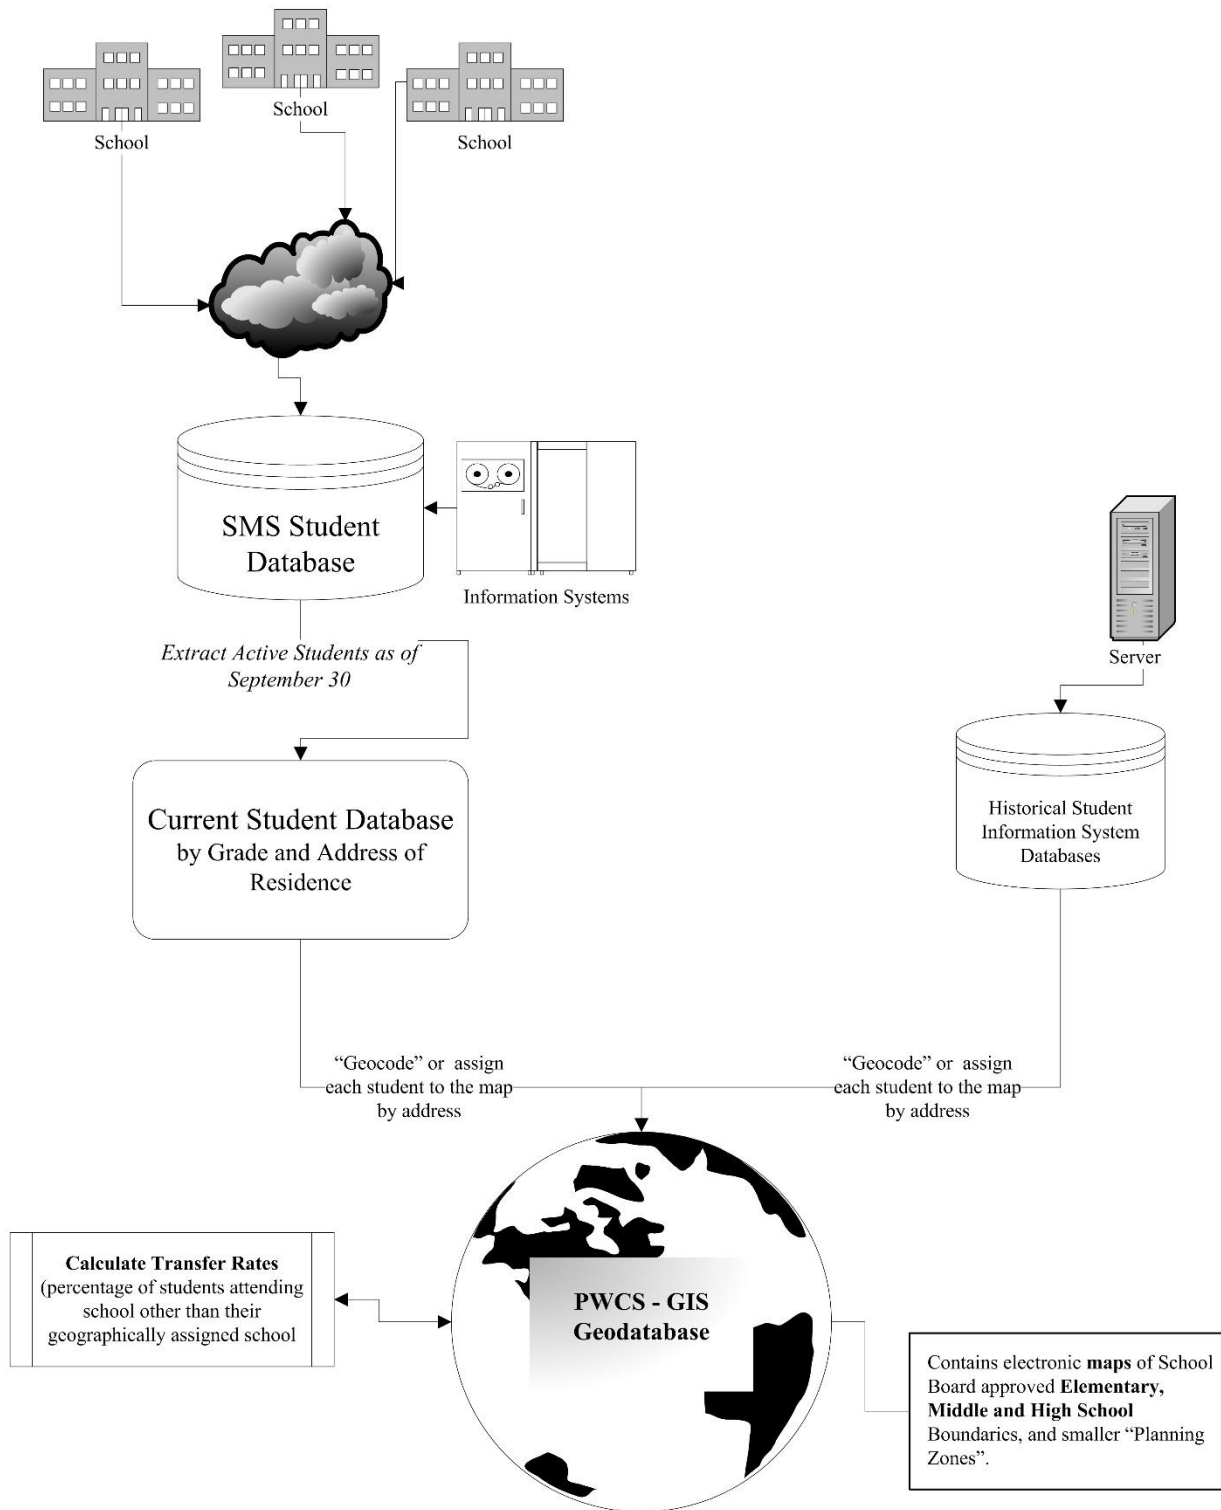 School
School
School
SMS Student
Database
Information Systems
Extract Active Students as of
September 30
Server
Current Student Database
by Grade and Address of
Residence
Historical Student
Information System
Databases
“Geocode” or assign
each student to the map
by address
“Geocode” or assign
each student to the map
by address
Calculate Transfer Rates
(percentage of students attending
school other than their
geographically assigned school
PWCS - GIS
Geodatabase
Contains electronic maps of School
Board approved Elementary,
Middle and High School
Boundaries, and smaller “Planning
Zones”.